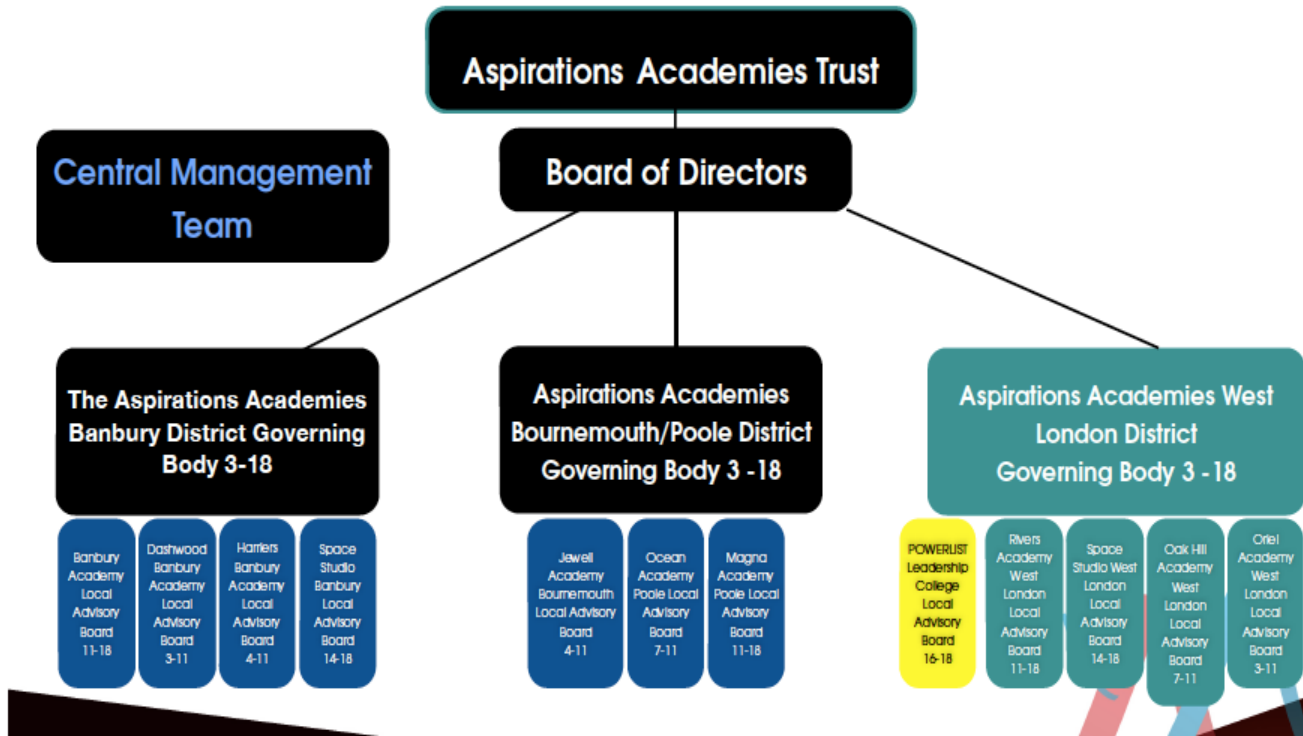 Aspirations Academies Trust
Central Management
Team
Board of Directors
The Aspirations Academies
Banbury District Governing
Body 3-18
Aspirations Academies
Bournemouth/Poole District
Governing Body 3 -18
Aspirations Academies West
London District
Governing Body 3 -18
Banbury
Academy
Local
Advisory
Board
11-18
Dashwood
Banbury
Academy
Local
Advisory
Board
3-11
Harriers
Banbury
Academy
Local
Advisory
Board
4-11
Space
Studio
Banbury
Local
Advisory
Board
14-18
Jewell
Academy
Bournemouth
Local Advisory
Board
4-11
Ocean
Academy
Poole Local
Advisory
Board
7-11
Magna
Academy
Poole Local
Advisory
Board
11-18
POWERLIST
Leadership
College
Local
Advisory
Board
16-18
Rivers
Academy
West
London
Local
Advisory
Board
11-18
Space
Studio West
London
Local
Advisory
Board
14-18
Oak Hill
Academy
West
London
Local
Advisory
Board
7-11
Oriel
Academy
West
London
Local
Advisory
Board
3-11